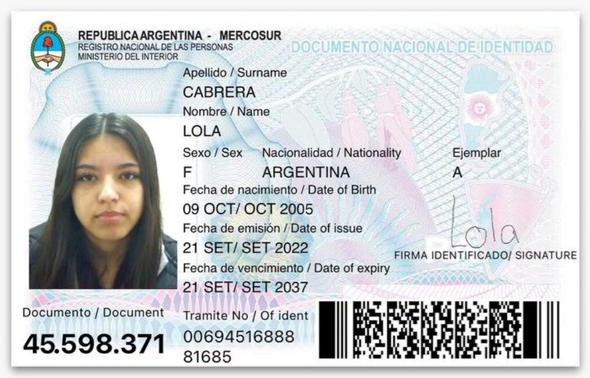 REPUBLICA ARGENTINA - MERCOSUR
REGISTRO NACIONAL DE LAS PERSONAS
MINISTERIO DEL INTERIOR
DOCUMENTO NACIONAL DE IDENTIDAD
Apellido / Surname
CABRERA
Nombre / Name
LOLA
Sexo / Sex Nacionalidad / Nationality Ejemplar
F ARGENTINA A
Fecha de nacimiento / Date of Birth
09 OCT/ OCT 2005
Fecha de emisión / Date of issue
21 SET/ SET 2022
Lola
FIRMA IDENTIFICADO/ SIGNATURE
Fecha de vencimiento / Date of expiry
21 SET/ SET 2037
Documento / Document
45.598.371
Tramite No / Of ident
00694516888
81685